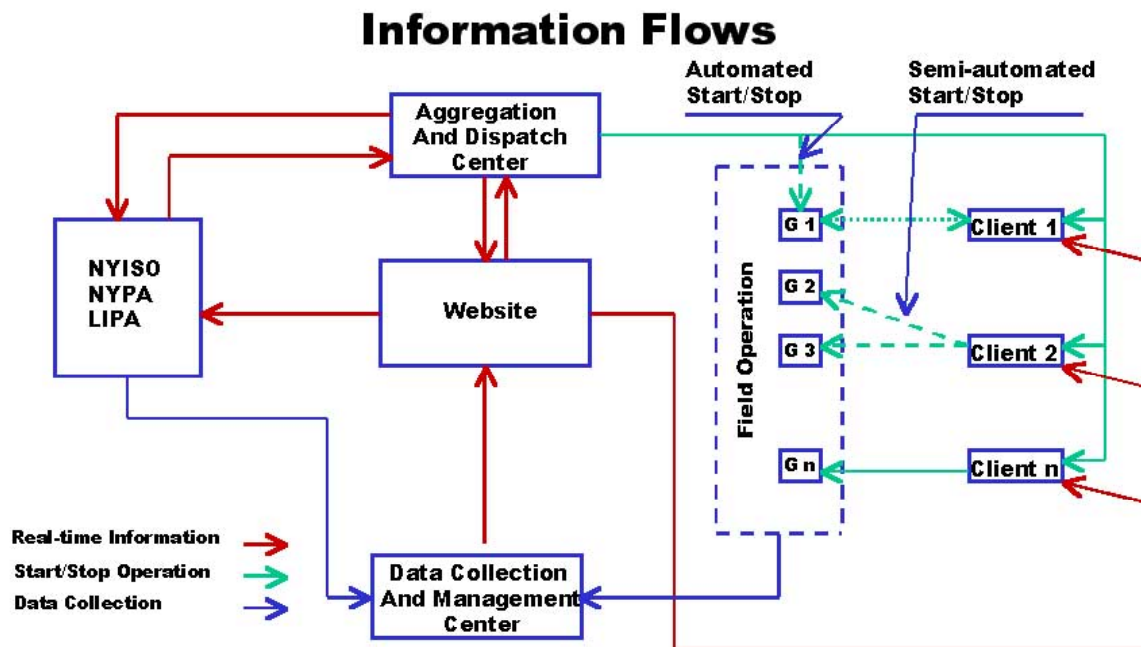 Information Flows
Automated
Start/Stop
Semi-automated
Start/Stop
Aggregation
And Dispatch
Center
NYISO
NYPA
LIPA
Website
Field Operation
G 1
G 2
G 3
G n
Client 1
Client 2
Client n
Real-time Information
Start/Stop Operation
Data Collection
Data Collection
And Management
Center